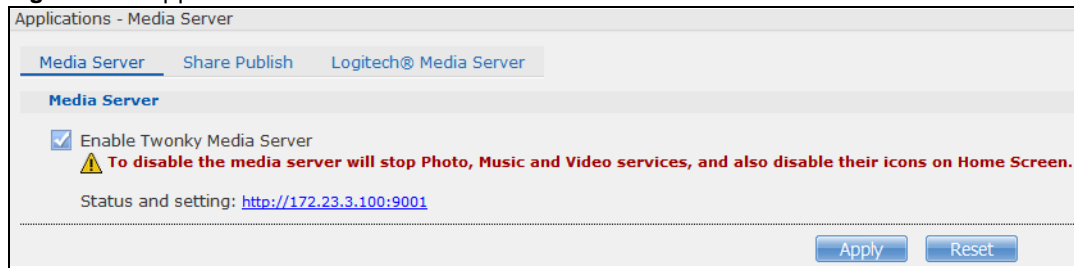 Applications - Media Server
Media Server Share Publish Logitech® Media Server
Media Server
Enable Twonky Media Server
To disable the media server will stop Photo, Music and Video services, and also disable their icons on Home Screen.
Status and setting: http://172.23.3.100:9001
Apply Reset